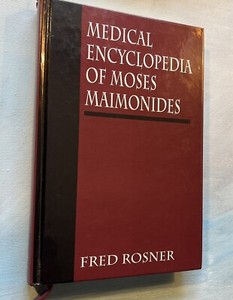 MEDICAL
ENCYCLOPEDIA
OF MOSES
MAIMONIDES
FRED ROSNER